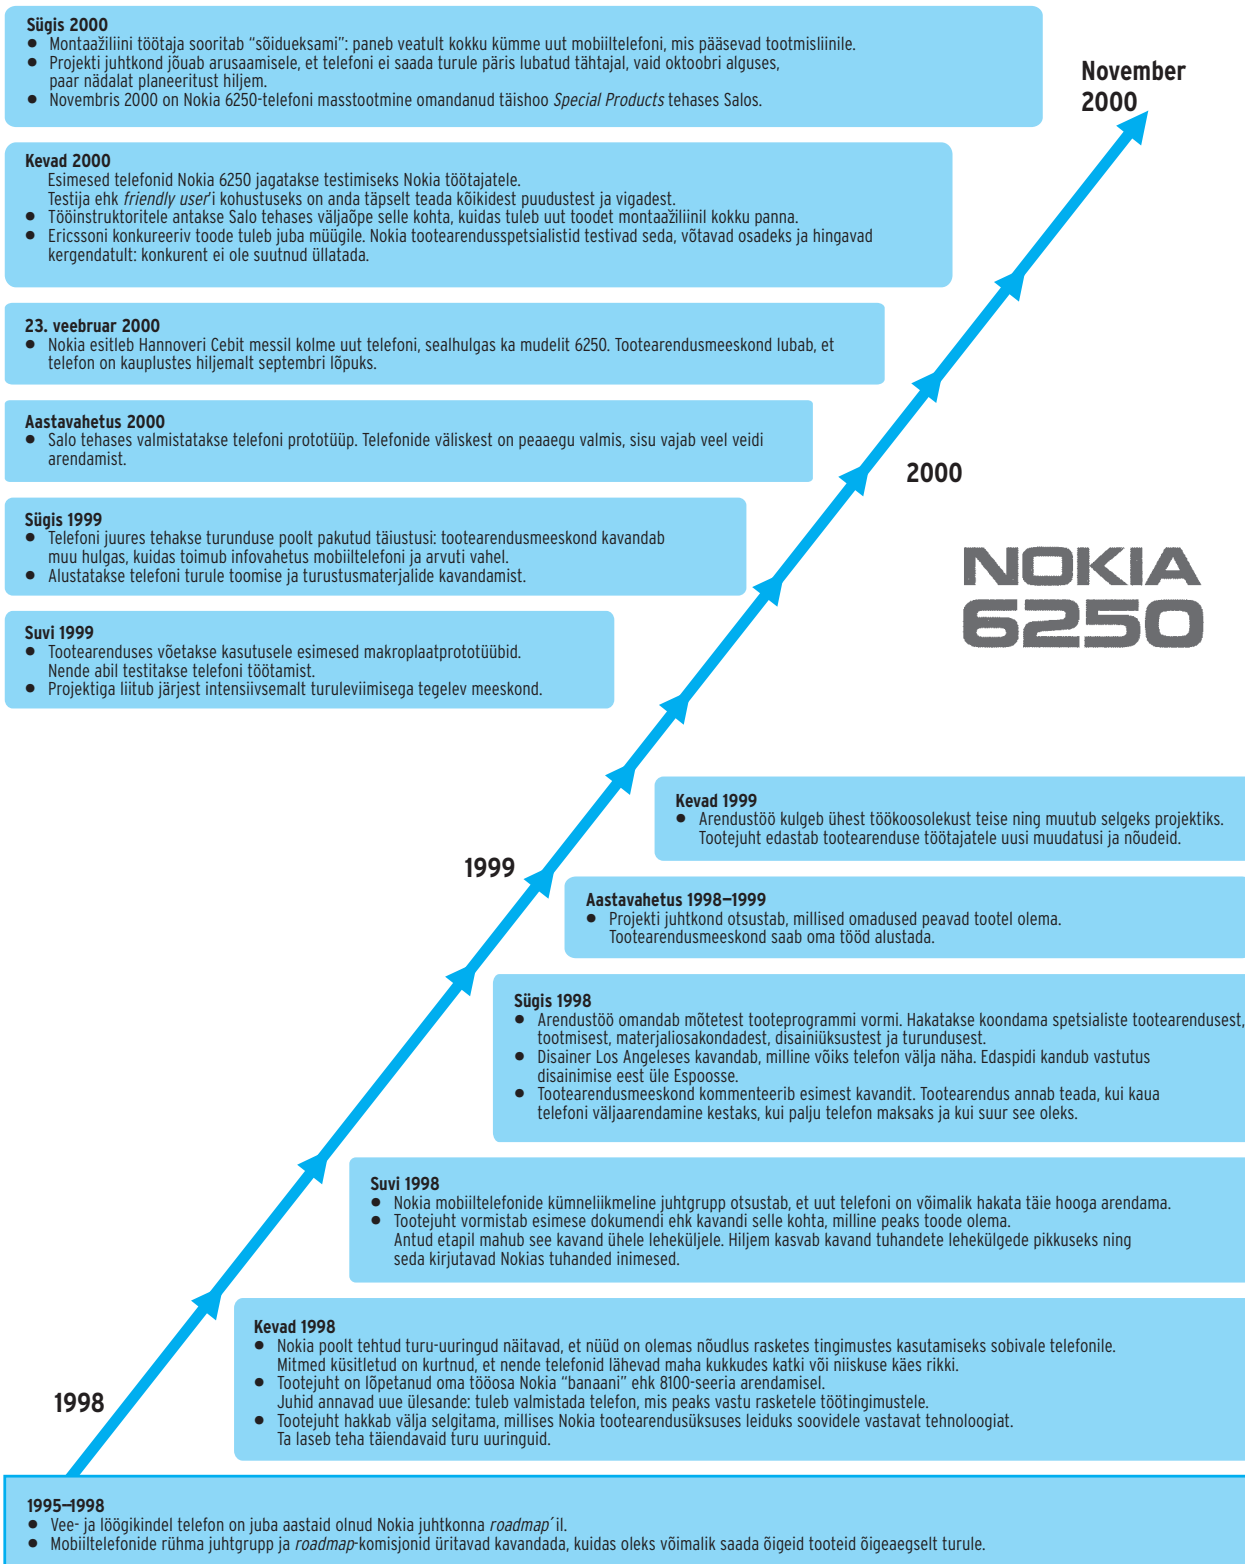 Sügis 2000
● Montaažiliini töötaja sooritab “sõidueksami”: paneb veatult kokku kümme uut mobiiltelefoni, mis pääsevad tootmisliinile.
● Projekti juhtkond jõuab arusaamisele, et telefoni ei saada turule päris lubatud tähtajal, vaid oktoobri alguses,
paar nädalat planeeritust hiljem.
● Novembris 2000 on Nokia 6250-telefoni masstootmine omandanud täishoo Special Products tehases Salos.
November
2000
Kevad 2000
Esimesed telefonid Nokia 6250 jagatakse testimiseks Nokia töötajatele.
Testija ehk friendly user’i kohustuseks on anda täpselt teada kõikidest puudustest ja vigadest.
● Tööinstruktoritele antakse Salo tehases väljaõpe selle kohta, kuidas tuleb uut toodet montaažiliinil kokku panna.
● Ericssoni konkureeriv toode tuleb juba müügile. Nokia tootearendusspetsialistid testivad seda, võtavad osadeks ja hingavad
kergendatult: konkurent ei ole suutnud üllatada.
23. veebruar 2000
● Nokia esitleb Hannoveri Cebit messil kolme uut telefoni, sealhulgas ka mudelit 6250. Tootearendusmeeskond lubab, et
telefon on kauplustes hiljemalt septembri lõpuks.
Aastavahetus 2000
● Salo tehases valmistatakse telefoni prototüüp. Telefonide väliskest on peaaegu valmis, sisu vajab veel veidi
arendamist.
2000
Sügis 1999
● Telefoni juures tehakse turunduse poolt pakutud täiustusi: tootearendusmeeskond kavandab
muu hulgas, kuidas toimub infovahetus mobiiltelefoni ja arvuti vahel.
● Alustatakse telefoni turule toomise ja turustusmaterjalide kavandamist.
NOKIA
6250
Suvi 1999
● Tootearenduses võetakse kasutusele esimesed makroplaatprototüübid.
Nende abil testitakse telefoni töötamist.
● Projektiga liitub järjest intensiivsemalt turuleviimisega tegelev meeskond.
Kevad 1999
● Arendustöö kulgeb ühest töökoosolekust teise ning muutub selgeks projektiks.
Tootejuht edastab tootearenduse töötajatele uusi muudatusi ja nõudeid.
1999
Aastavahetus 1998–1999
● Projekti juhtkond otsustab, millised omadused peavad tootel olema.
Tootearendusmeeskond saab oma tööd alustada.
Sügis 1998
● Arendustöö omandab mõtetest tooteprogrammi vormi. Hakatakse koondama spetsialiste tootearendusest,
tootmisest, materjaliosakondadest, disainiüksustest ja turundusest.
● Disainer Los Angeleses kavandab, milline võiks telefon välja näha. Edaspidi kandub vastutus
disainimise eest üle Espoosse.
● Tootearendusmeeskond kommenteerib esimest kavandit. Tootearendus annab teada, kui kaua
telefoni väljaarendamine kestaks, kui palju telefon maksaks ja kui suur see oleks.
Suvi 1998
● Nokia mobiiltelefonide kümneliikmeline juhtgrupp otsustab, et uut telefoni on võimalik hakata täie hooga arendama.
● Tootejuht vormistab esimese dokumendi ehk kavandi selle kohta, milline peaks toode olema.
Antud etapil mahub see kavand ühele leheküljele. Hiljem kasvab kavand tuhandete lehekülgede pikkuseks ning
seda kirjutavad Nokias tuhanded inimesed.
Kevad 1998
● Nokia poolt tehtud turu-uuringud näitavad, et nüüd on olemas nõudlus rasketes tingimustes kasutamiseks sobivale telefonile.
Mitmed küsitletud on kurtnud, et nende telefonid lähevad maha kukkudes katki või niiskuse käes rikki.
● Tootejuht on lõpetanud oma tööosa Nokia “banaani” ehk 8100-seeria arendamisel.
Juhid annavad uue ülesande: tuleb valmistada telefon, mis peaks vastu rasketele töötingimustele.
● Tootejuht hakkab välja selgitama, millises Nokia tootearendusüksuses leiduks soovidele vastavat tehnoloogiat.
Ta laseb teha täiendavaid turu uuringuid.
1998
1995–1998
● Vee- ja löögikindel telefon on juba aastaid olnud Nokia juhtkonna roadmap´il.
● Mobiiltelefonide rühma juhtgrupp ja roadmap-komisjonid üritavad kavandada, kuidas oleks võimalik saada õigeid tooteid õigeaegselt turule.